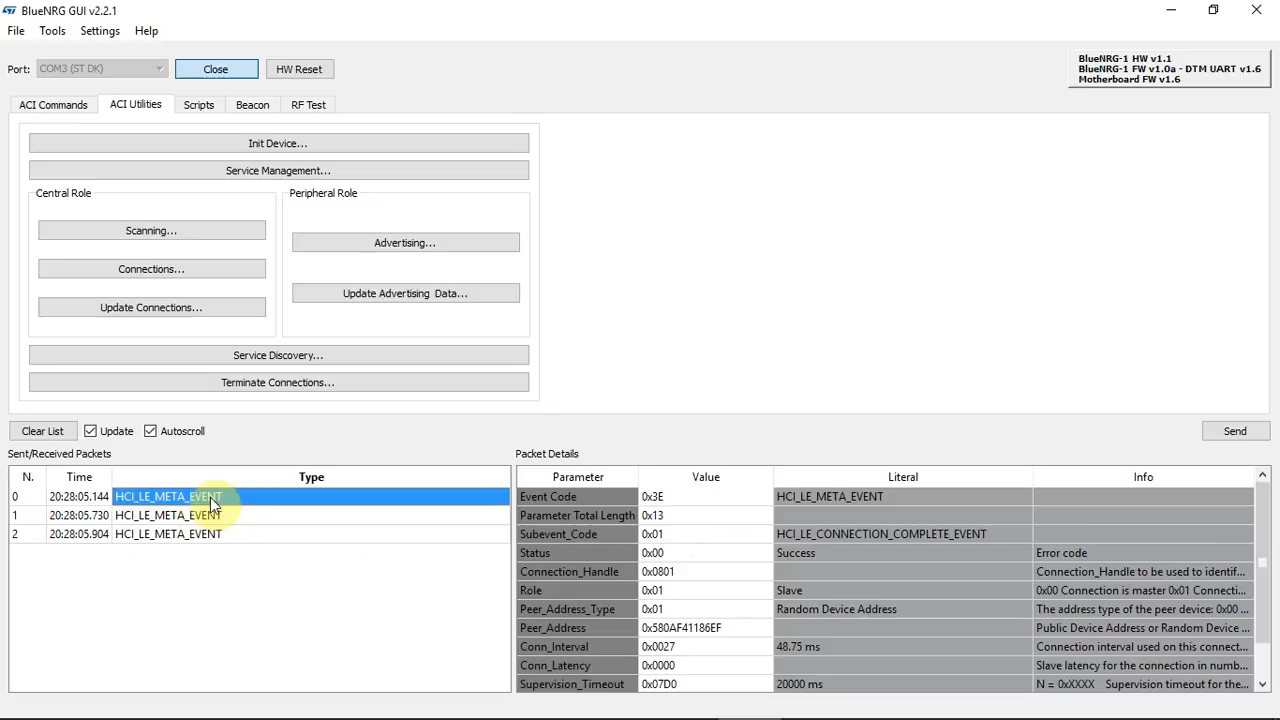 BlueNRG GUI v2.2.1
File Tools Settings Help
Port: COM3 (ST DK) Close HW Reset
BlueNRG-1 HW v1.1
BlueNRG-1 FW v1.0a - DTM UART v1.6
Motherboard FW v1.6
ACI Commands ACI Utilities Scripts Beacon RF Test
Init Device...
Service Management...
Central Role Peripheral Role
Scanning...
Advertising...
Connections...
Update Advertising Data...
Update Connections...
Service Discovery...
Terminate Connections...
Clear List Update Autoscroll Send
Sent/Received Packets Packet Details
N. Time Type Parameter Value Literal Info
0 20:28:05.144 HCI_LE_META_EVENT Event Code 0x3E HCI_LE_META_EVENT
1 20:28:05.730 HCI_LE_META_EVENT Parameter Total Length 0x13
2 20:28:05.904 HCI_LE_META_EVENT Subevent_Code 0x01 HCI_LE_CONNECTION_COMPLETE_EVENT
Status 0x00 Success Error code
Connection_Handle 0x0801 Connection_Handle to be used to identif...
Role 0x01 Slave 0x00 Connection is master 0x01 Connecti...
Peer_Address_Type 0x01 Random Device Address The address type of the peer device: 0x00 ...
Peer_Address 0x580AF41186EF Public Device Address or Random Device ...
Conn_Interval 0x0027 48.75 ms Connection interval used on this connect...
Conn_Latency 0x0000 Slave latency for the connection in numb...
Supervision_Timeout 0x07D0 20000 ms N = 0xXXXX Supervision timeout for the...